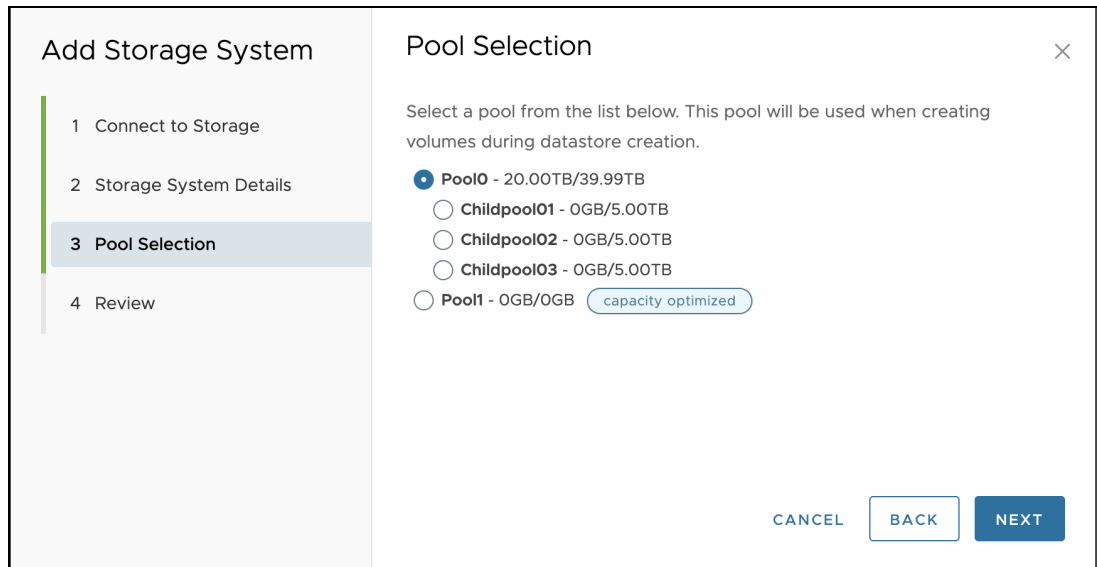 Add Storage System
1 Connect to Storage
2 Storage System Details
3 Pool Selection
4 Review
Pool Selection
Select a pool from the list below. This pool will be used when creating
volumes during datastore creation.
Pool0 - 20.00TB/39.99TB
Childpool01 - 0GB/5.00TB
Childpool02 - 0GB/5.00TB
Childpool03 - 0GB/5.00TB
Pool1 - 0GB/0GB capacity optimized
CANCEL BACK NEXT